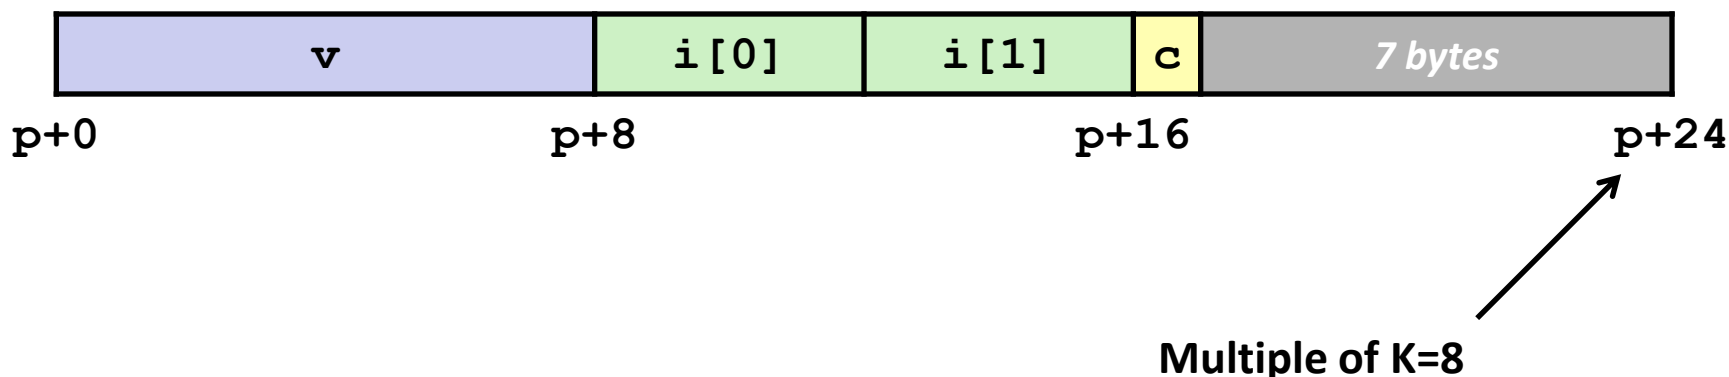 v i[0] i[1] c 7 bytes
p+0 p+8 p+16 p+24
Multiple of K=8